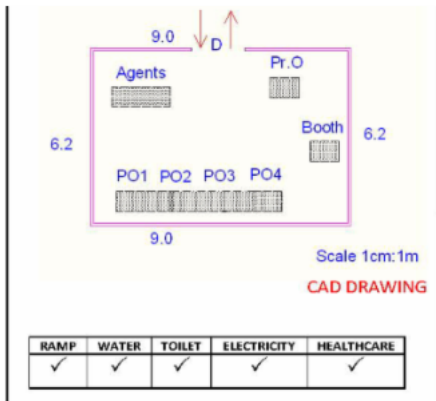 9.0
D
Agents
Pr.O
6.2
Booth
6.2
PO1 PO2 PO3 PO4
9.0
Scale 1cm:1m
CAD DRAWING
RAMP WATER TOILET ELECTRICITY HEALTHCARE
✓ ✓ ✓ ✓ ✓